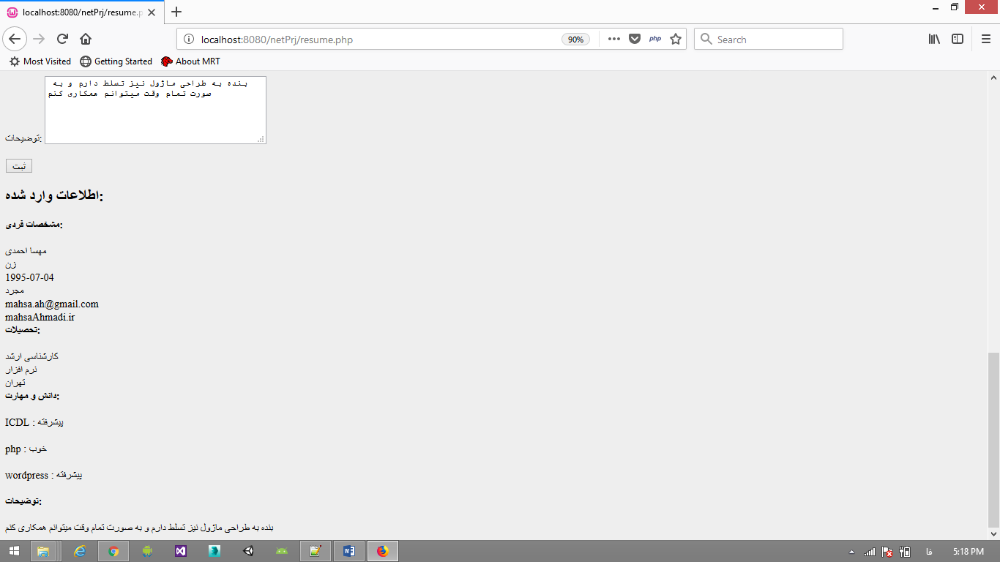 localhost:8080/netPrj/resume.p
localhost:8080/netPrj/resume.php
90%
php
Search
Most Visited
Getting Started
About MRT
بنده به طراحی ماژول نیز تسلط دارم و به
صورت تمام وقت میتوانم همکاری کنم
توضیحات:
ثبت
اطلاعات وارد شده:
مشخصات فردی:
مهسا احمدی
زن
1995-07-04
مجرد
mahsa.ah@gmail.com
mahsaAhmadi.ir
تحصیلات:
کارشناسی ارشد
نرم افزار
تهران
دانش و مهارت:
ICDL : پیشرفته
php : خوب
wordpress : پیشرفته
توضیحات:
بنده به طراحی ماژول نیز تسلط دارم و به صورت تمام وقت میتوانم همکاری کنم
فا
5:18 PM